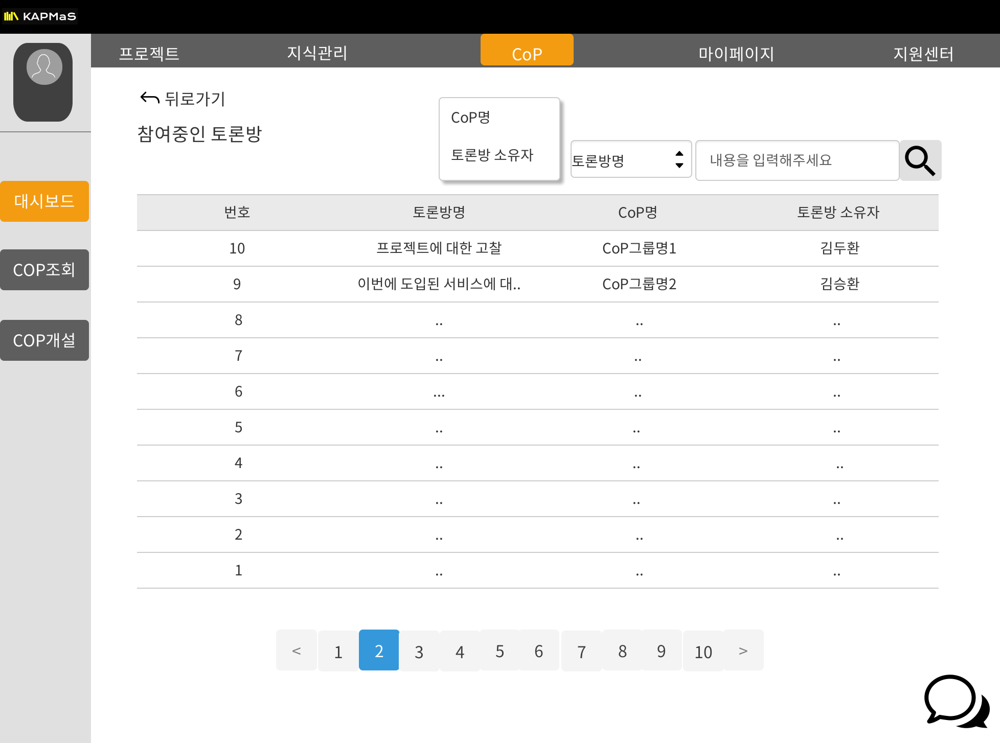 KAPMaS
프로젝트 지식관리 CoP 마이페이지 지원센터
뒤로가기
참여중인 토론방
CoP명
토론방 소유자
토론방명 내용을 입력해주세요
대시보드
COP조회
COP개설
번호 토론방명 CoP명 토론방 소유자
10 프로젝트에 대한 고찰 CoP그룹명1 김두환
9 이번에 도입된 서비스에 대.. CoP그룹명2 김승환
8 .. .. ..
7 .. .. ..
6 ... .. ..
5 .. .. ..
4 .. .. ..
3 .. .. ..
2 .. .. ..
1 .. .. ..
< 1 2 3 4 5 6 7 8 9 10 >